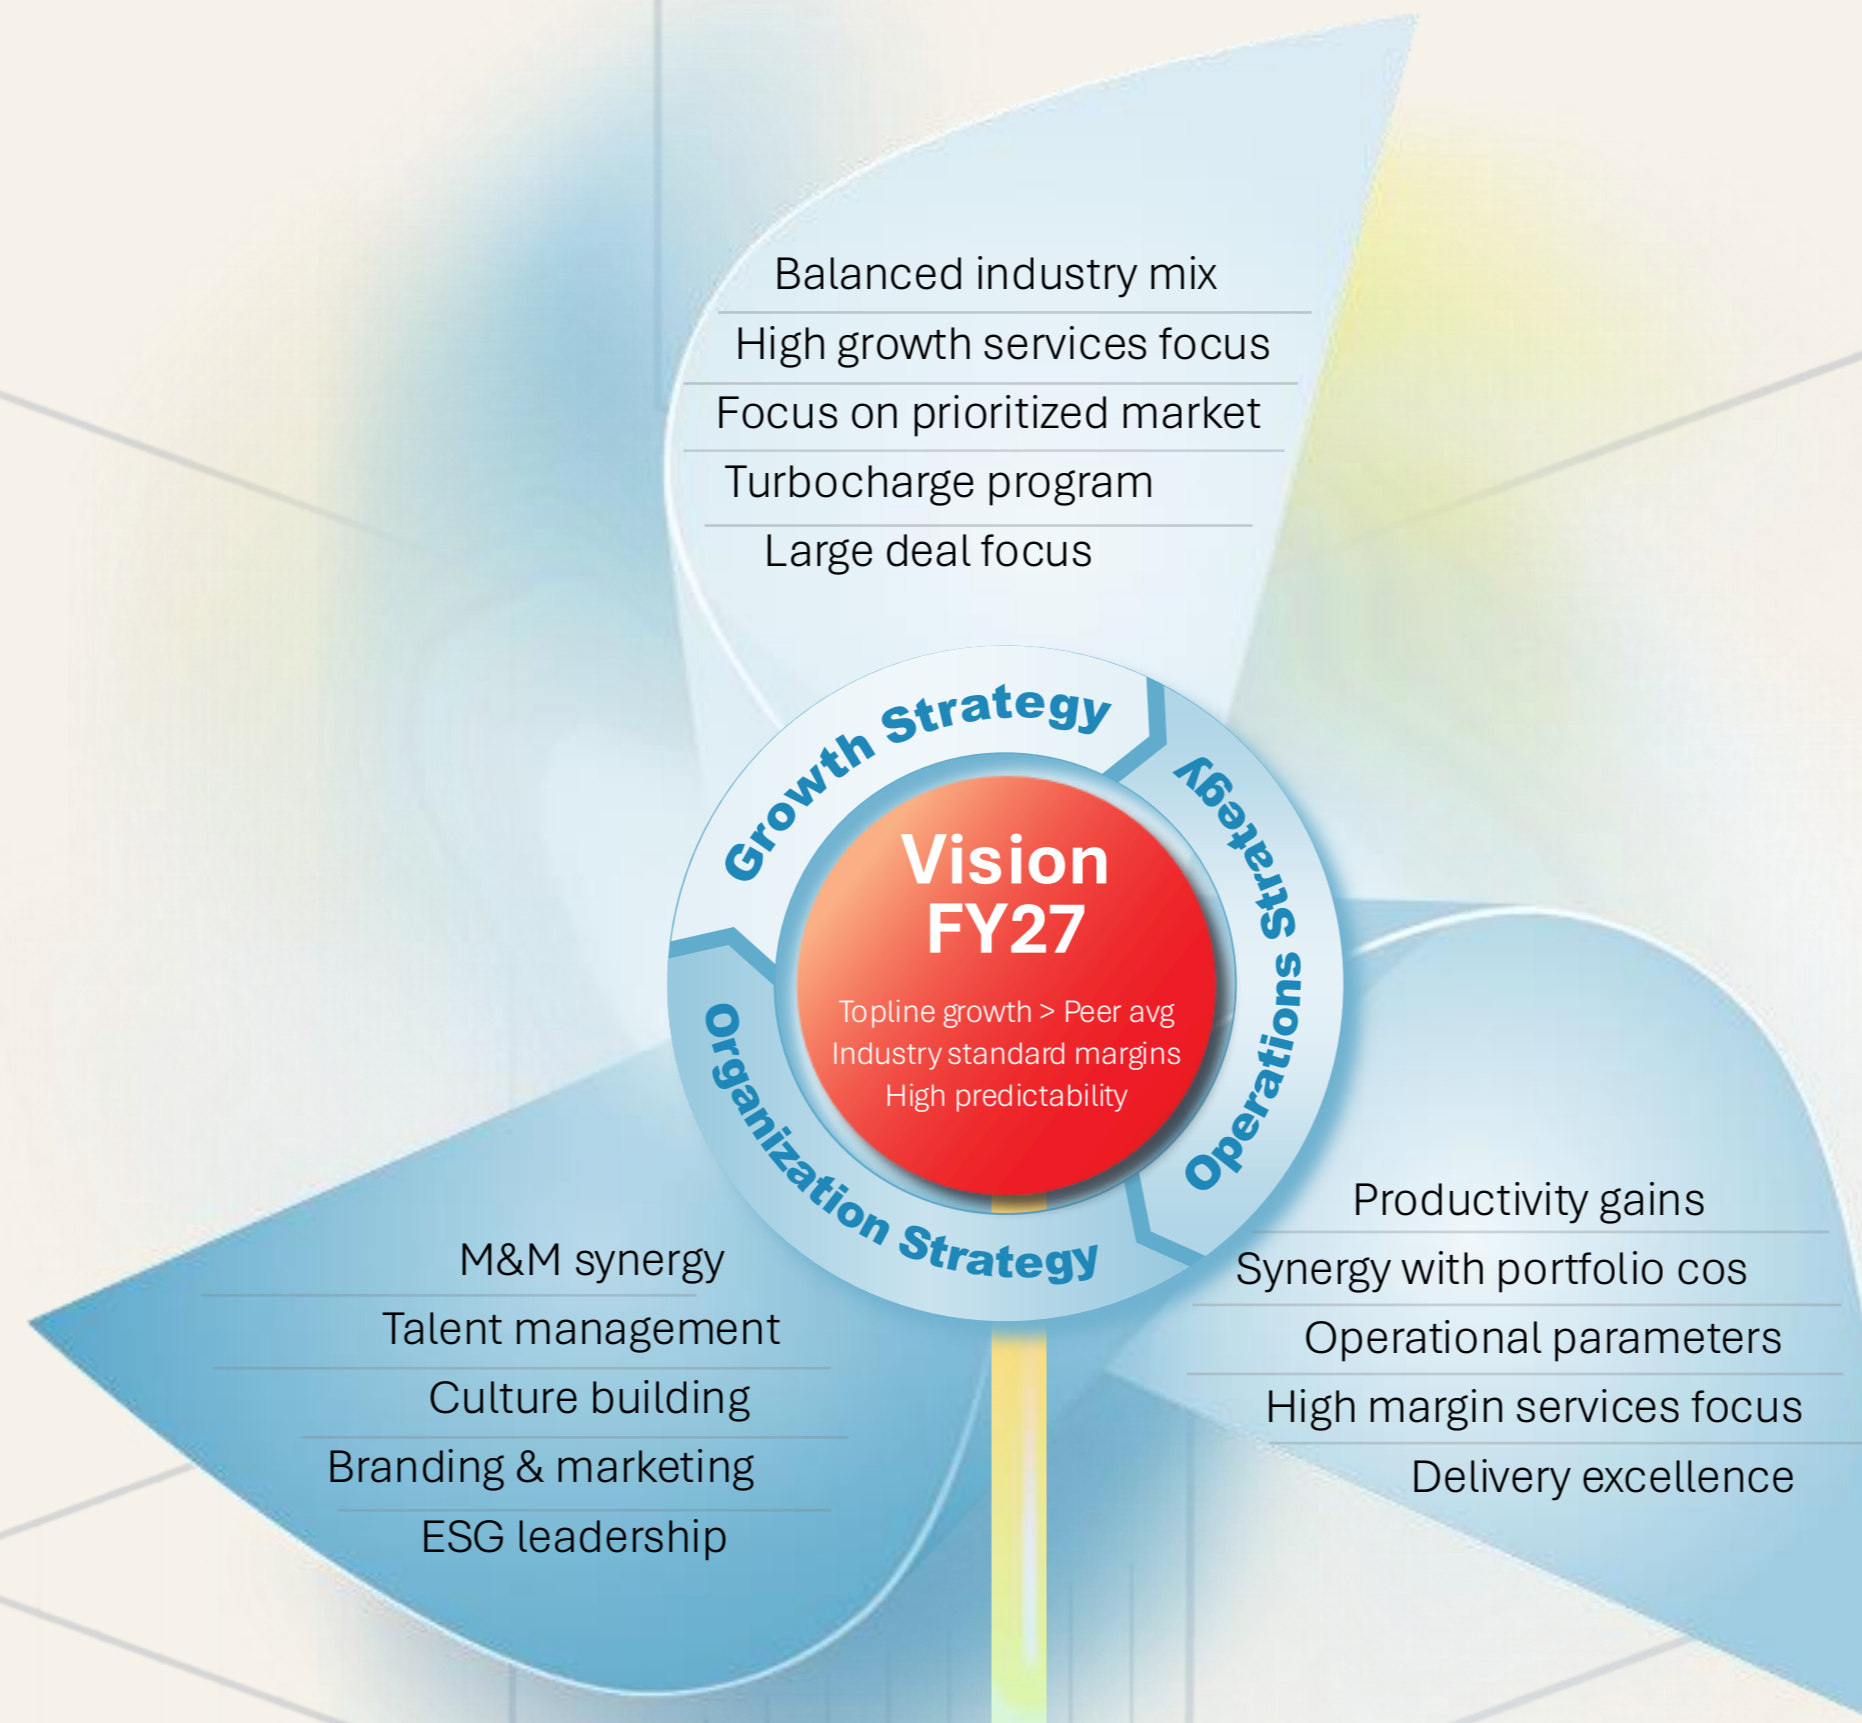 Balanced industry mix
High growth services focus
Focus on prioritized market
Turbocharge program
Large deal focus
Growth Strategy
Operations Strategy
Organization Strategy
Vision
FY27
Topline growth > Peer avg
Industry standard margins
High predictability
M&M synergy
Talent management
Culture building
Branding & marketing
ESG leadership
Productivity gains
Synergy with portfolio cos
Operational parameters
High margin services focus
Delivery excellence